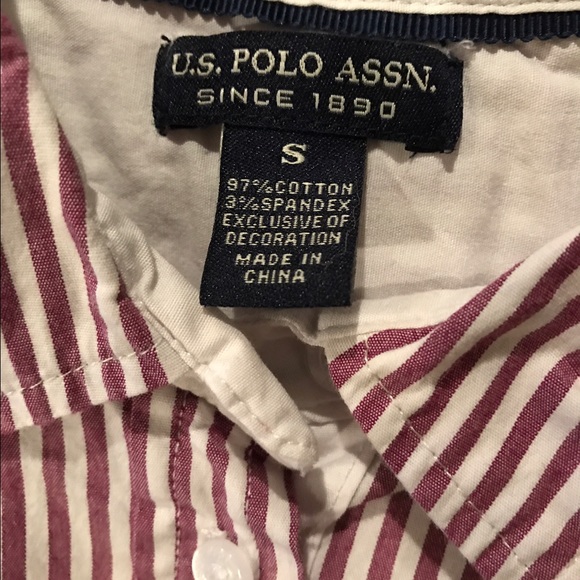 U.S. POLO ASSN.
SINCE 1890
S
97%COTTON
3%SPANDEX
EXCLUSIVE OF
DECORATION
MADE IN
CHINA